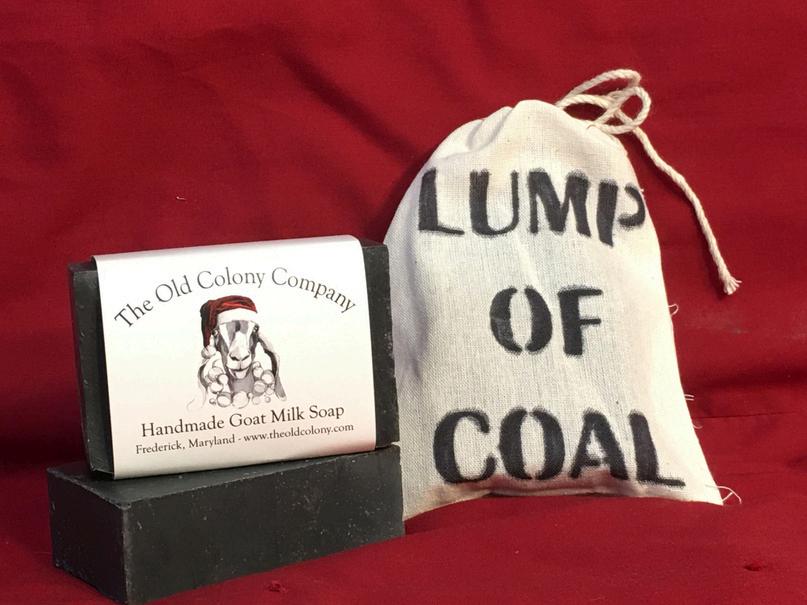 The Old Colony Company
Handmade Goat Milk Soap
Frederick, Maryland - www.theoldcolony.com
LUMP
OF
COAL